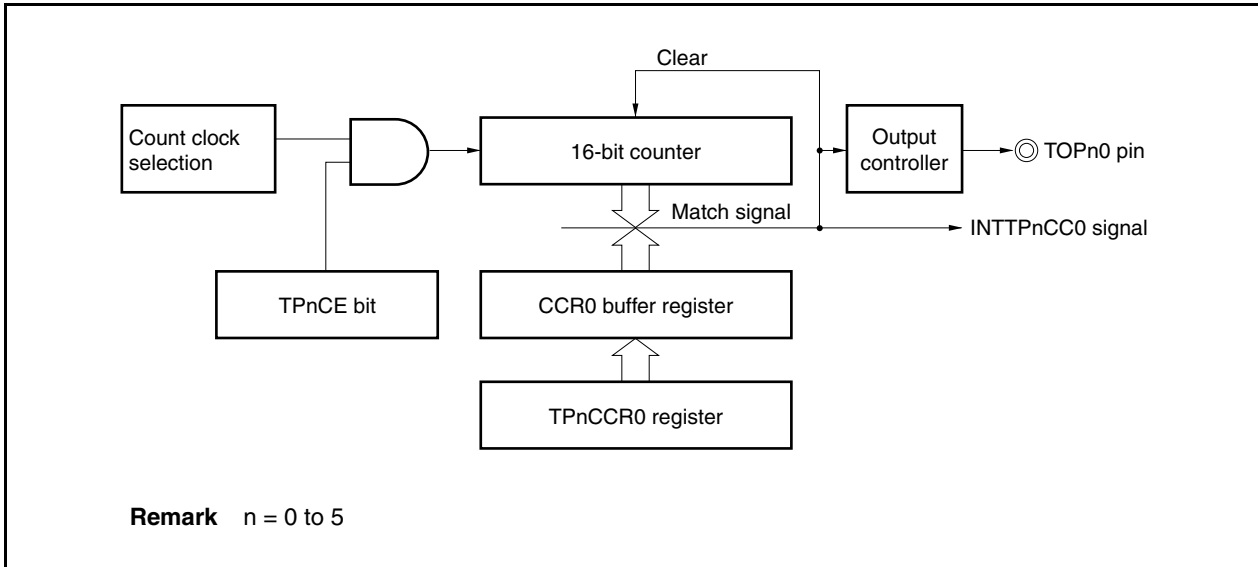 Clear
Count clock
selection
16-bit counter
Output
controller
TOPn0 pin
Match signal
INTTPnCC0 signal
TPnCE bit
CCR0 buffer register
TPnCCR0 register
Remark n = 0 to 5